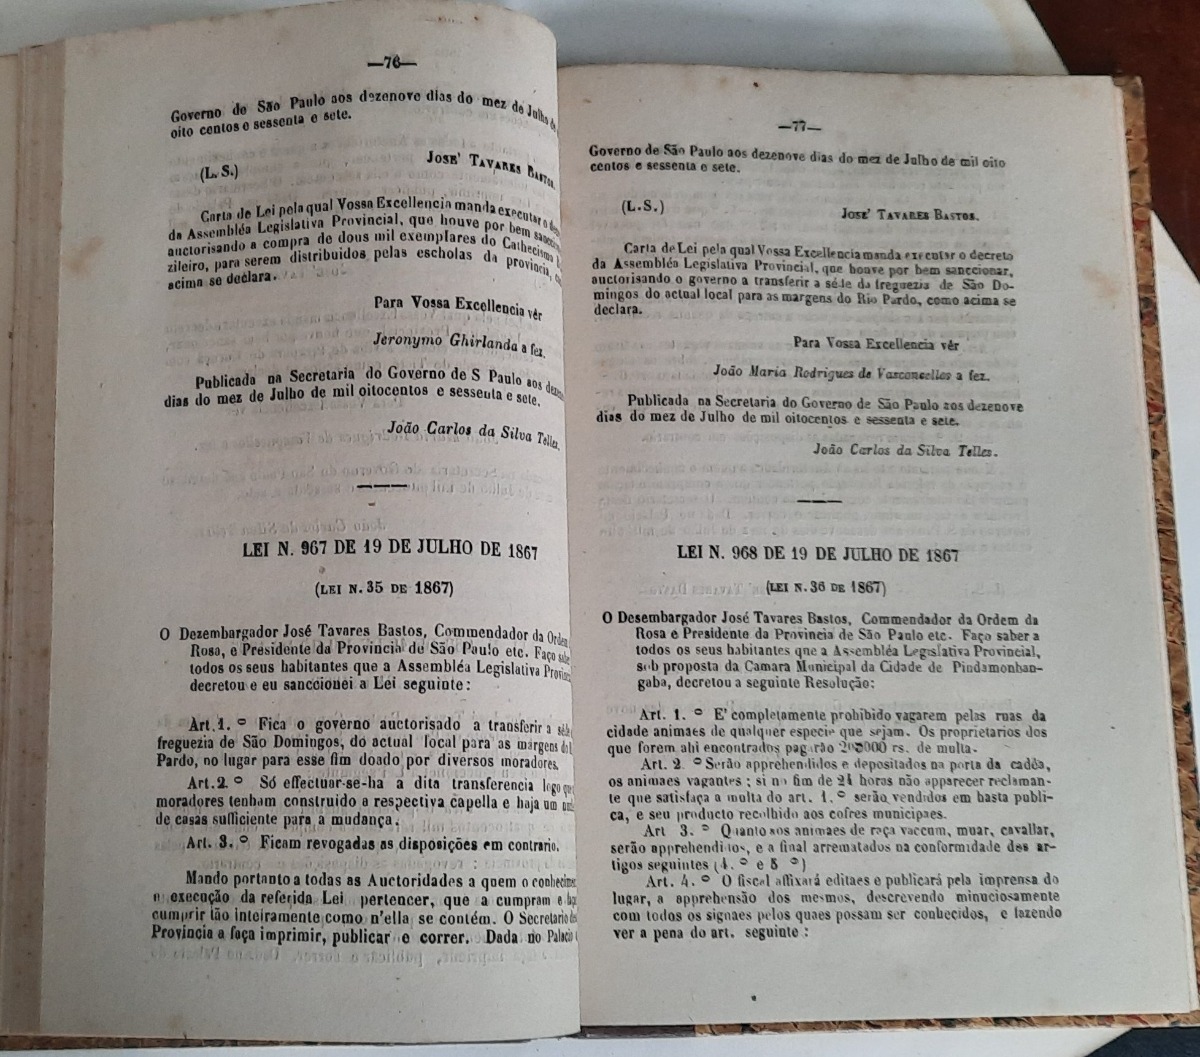 —76—
Governo de São Paulo aos dezenove dias do mez de Julho de
oito centos e sessenta e sete.
(L. S.)
JOSE' TAVARES BASTOS.
Carta de Lei pela qual Vossa Excellencia manda executar o
da Assembléa Legislativa Provincial, que houve por bem
auctorisando a compra de dous mil exemplares do Cathecismo
zileiro, para serem distribuidos pelas escholas da provincia,
acima se declara.
Para Vossa Excellencia vêr
Jeronymo Ghirlanda a fez.
Publicada na Secretaria do Governo de S Paulo aos
dias do mez de Julho de mil oitocentos e sessenta e sete.
João Carlos da Silva Telles.
LEI N. 967 DE 19 DE JULHO DE 1867
(LEI N. 35 DE 1867)
O Dezembargador José Tavares Bastos, Commendador da Ordem
Rosa, e Presidente da Provincia de São Paulo etc. Faço
todos os seus habitantes que a Assembléa Legislativa
decretou e eu sanccionei a Lei seguinte:
Art. 1.º Fica o governo auctorisado a transferir a
freguezia de São Domingos, do actual local para as margens do
Pardo, no lugar para esse fim doado por diversos moradores.
Art. 2.º Só effectuar-se-ha a dita transferencia logo
moradores tenham construido a respectiva capella e haja um
de casas sufficiente para a mudança.
Art. 3.º Ficam revogadas as disposições em contrario.
Mando portanto a todas as Auctoridades a quem o
execução da referida Lei pertencer, que a cumpram e
cumprir tão inteiramente como n'ella se contém. O Secretario
Provincia a faça imprimir, publicar e correr. Dada no Palacio
—77—
Governo de São Paulo aos dezenove dias do mez de Julho de mil oito
centos e sessenta e sete.
(L.S.)
JOSE' TAVARES BASTOS.
Carta de Lei pela qual Vossa Excellencia manda executar o decreto
da Assembléa Legislativa Provincial, que houve por bem sanccionar,
auctorisando o governo a transferir a séde da freguezia de São Do-
mingos do actual local para as margens do Rio Pardo, como acima se
declara.
Para Vossa Excellencia vêr
João Maria Rodrigues de Vasconcellos a fez.
Publicada na Secretaria do Governo de São Paulo aos dezenove
dias do mez de Julho de mil oitocentos e sessenta e sete.
João Carlos da Silva Telles.
LEI N. 968 DE 19 DE JULHO DE 1867
(LEI N. 36 DE 1867)
O Desembargador José Tavares Bastos, Commendador da Ordem da
Rosa e Presidente da Provincia de São Paulo etc. Faço saber a
todos os seus habitantes que a Assembléa Legislativa Provincial,
sob proposta da Camara Municipal da Cidade de Pindamonhan-
gaba, decretou a seguinte Resolução:
Art. 1.º E' completamente prohibido vagarem pelas ruas da
cidade animaes de qualquer especie que sejam. Os proprietarios dos
que forem ahi encontrados pagarão rs. de multa.
Art. 2.º Serão apprehendidos e depositados na porta da cadêa,
os animaes vagantes; si no fim de 24 horas não apparecer reclaman-
te que satisfaça a multa do art. 1.º serão vendidos em hasta publi-
ca, e seu producto recolhido aos cofres municipaes.
Art 3.º Quanto aos animaes de raça vaccum, muar, cavallar,
serão apprehendidos, e a final arrematados na conformidade dos ar-
tigos seguintes (4.º e 5º)
Art. 4.º O fiscal affixará editaes e publicará pela imprensa do
lugar, a apprehensão dos mesmos, descrevendo minuciosamente
com todos os signaes pelos quaes possam ser conhecidos, e fazendo
ver a pena do art. seguinte: